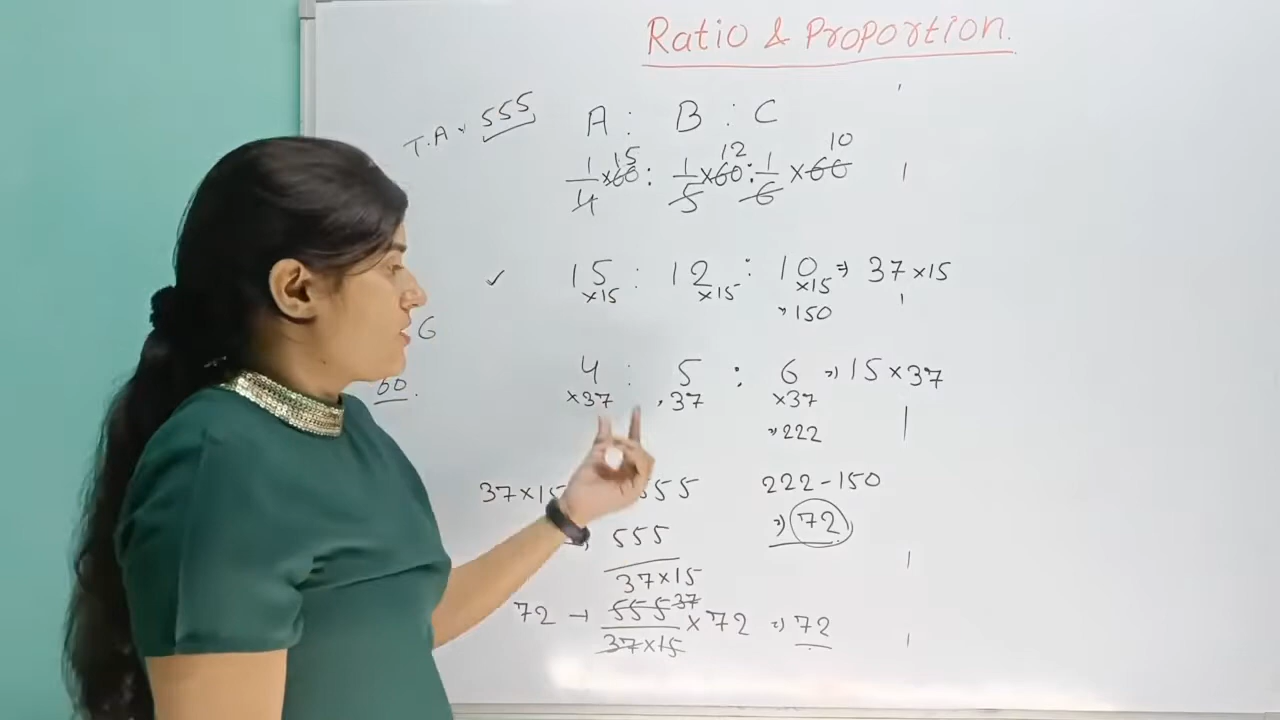 Ratio & Proportion.
T.A → 555
A : B : C
1/4 × 60 15 : 1/5 × 60 12 : 1/6 × 60 10
✓ 15 : 12 : 10 ⇒ 37 × 15
×15 ×15 ×15
⇒ 150
6
4 : 5 : 6 ⇒ 15 × 37
60.
×37 ×37 ×37
⇒ 222
37 × 15 555
222 - 150
555 / 37 × 15
⇒ 72
72 → 555 37 / 37 × 15 × 72 ⇒ 72